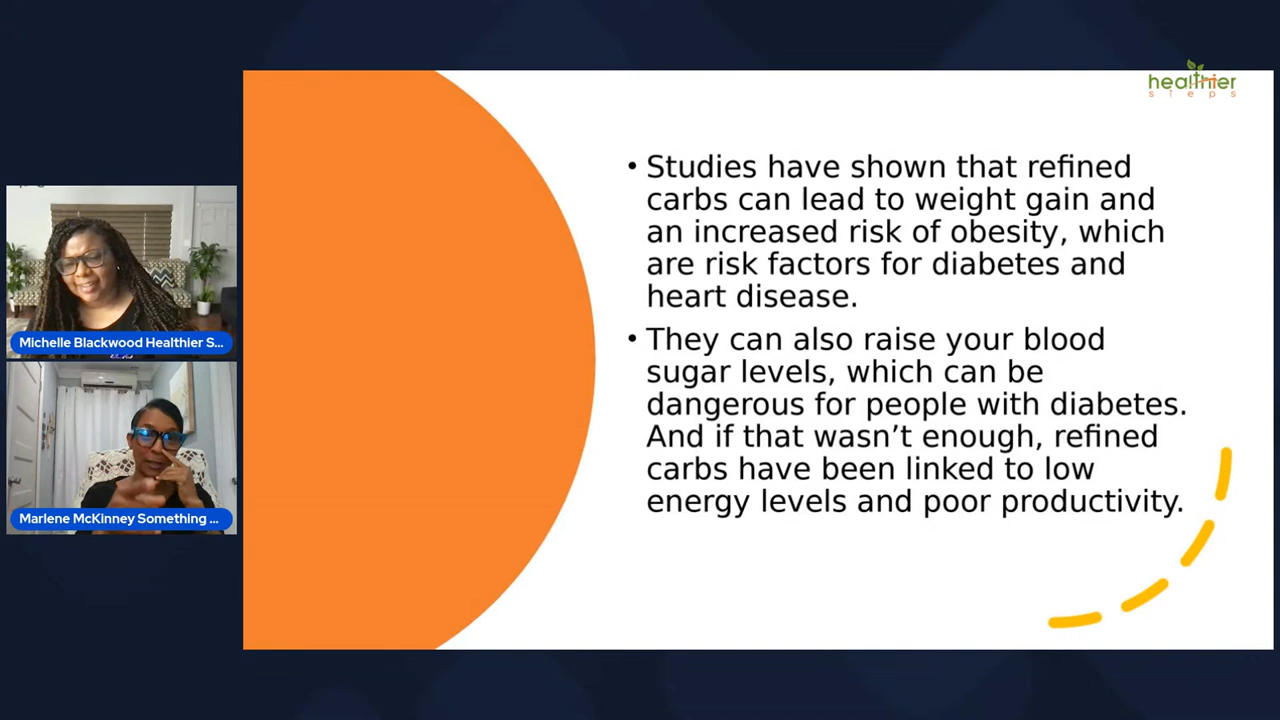 healthier
steps
• Studies have shown that refined
carbs can lead to weight gain and
an increased risk of obesity, which
are risk factors for diabetes and
heart disease.
• They can also raise your blood
sugar levels, which can be
dangerous for people with diabetes.
And if that wasn’t enough, refined
carbs have been linked to low
energy levels and poor productivity.
Michelle Blackwood Healthier S...
Marlene McKinney Something ...